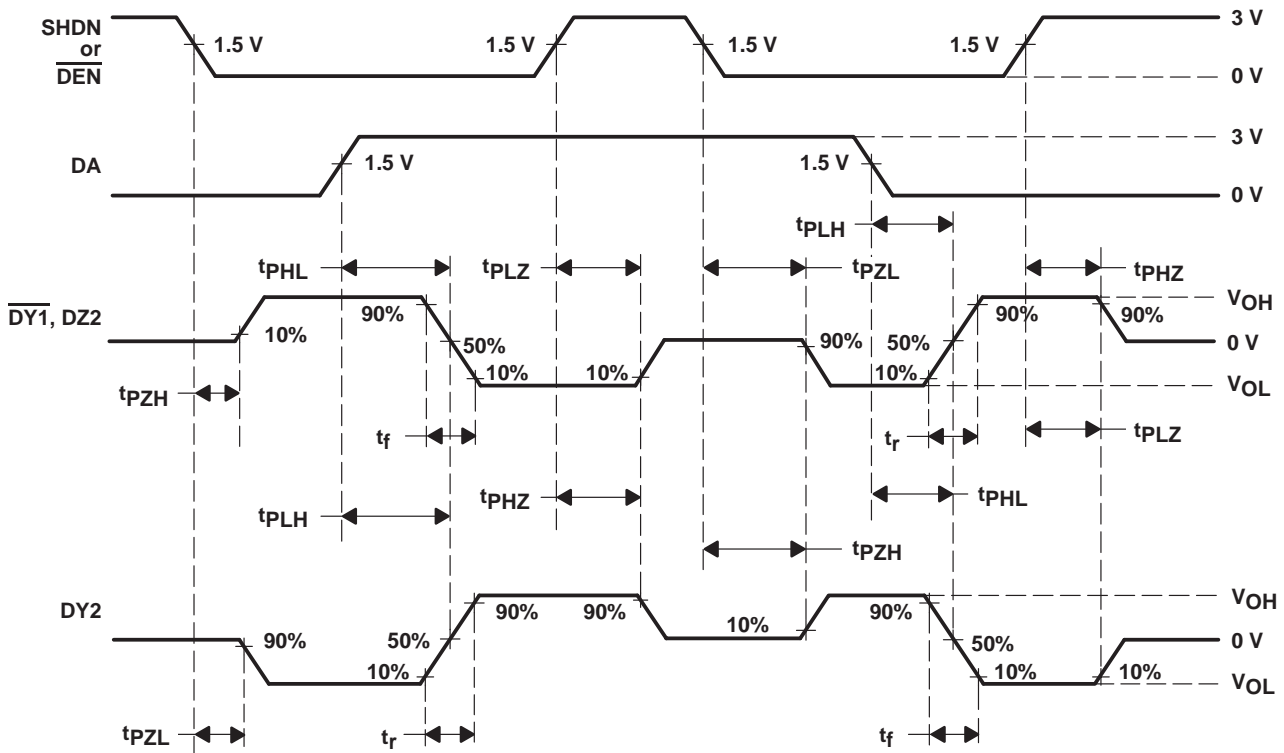 SHDN
or
DEN
1.5 V
1.5 V
1.5 V
1.5 V
3 V
0 V
DA
1.5 V
1.5 V
3 V
0 V
tPLH
tPHL
tPLZ
tPZL
tPHZ
DY1, DZ2
10%
90%
50%
10%
10%
90%
50%
10%
90%
90%
VOH
0 V
VOL
tPZH
tf
tr
tPLZ
tPLH
tPHZ
tPHL
tPZH
DY2
90%
10%
50%
90%
90%
10%
90%
50%
10%
10%
VOH
0 V
VOL
tPZL
tr
tf